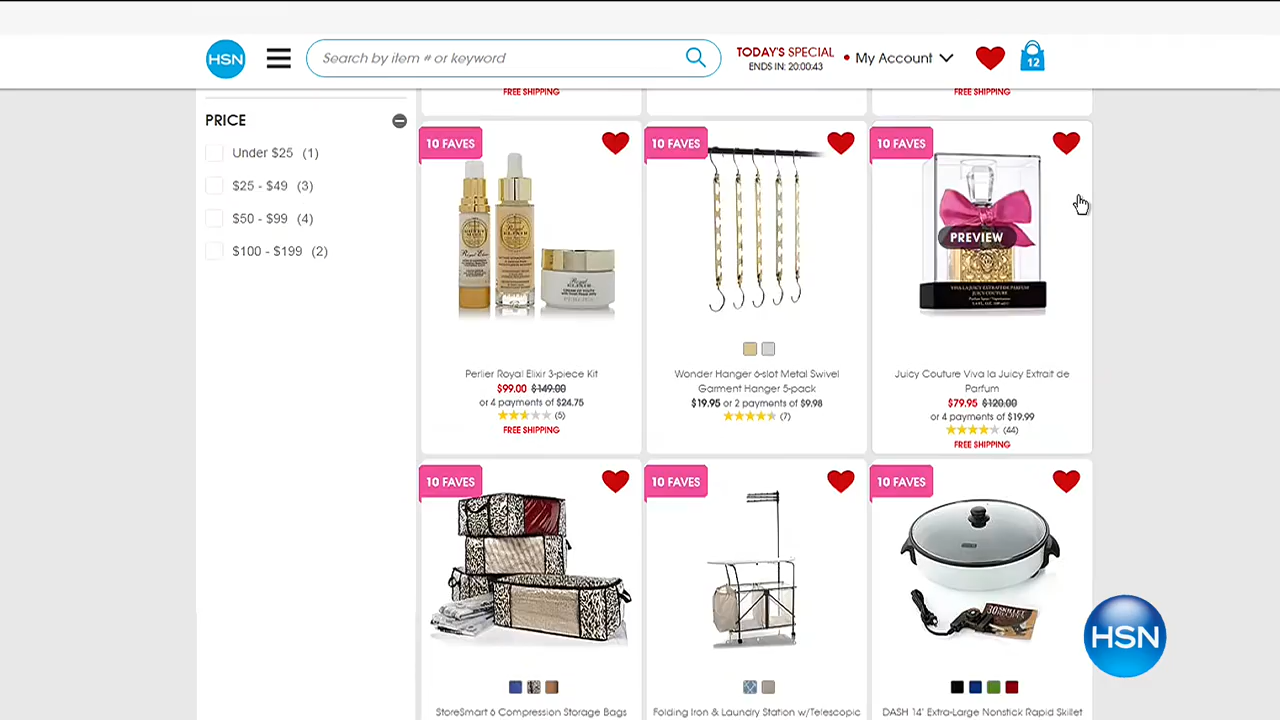 HSN
Search by item # or keyword
TODAY'S SPECIAL
ENDS IN: 20:00:43
My Account
12
FREE SHIPPING
FREE SHIPPING
PRICE
Under $25 (1)
$25 - $49 (3)
$50 - $99 (4)
$100 - $199 (2)
10 FAVES
10 FAVES
10 FAVES
PREVIEW
Perlier Royal Elixir 3-piece Kit
$99.00 $149.00
or 4 payments of $24.75
(5)
FREE SHIPPING
Wonder Hanger 6-slot Metal Swivel
Garment Hanger 5-pack
$19.95 or 2 payments of $9.98
(7)
Juicy Couture Viva la Juicy Extrait de
Parfum
$79.95 $120.00
or 4 payments of $19.99
(44)
FREE SHIPPING
10 FAVES
10 FAVES
10 FAVES
HSN
StoreSmart 6 Compression Storage Bags
Folding Iron & Laundry Station w/Telescopic
DASH 14" Extra-Large Nonstick Rapid Skillet